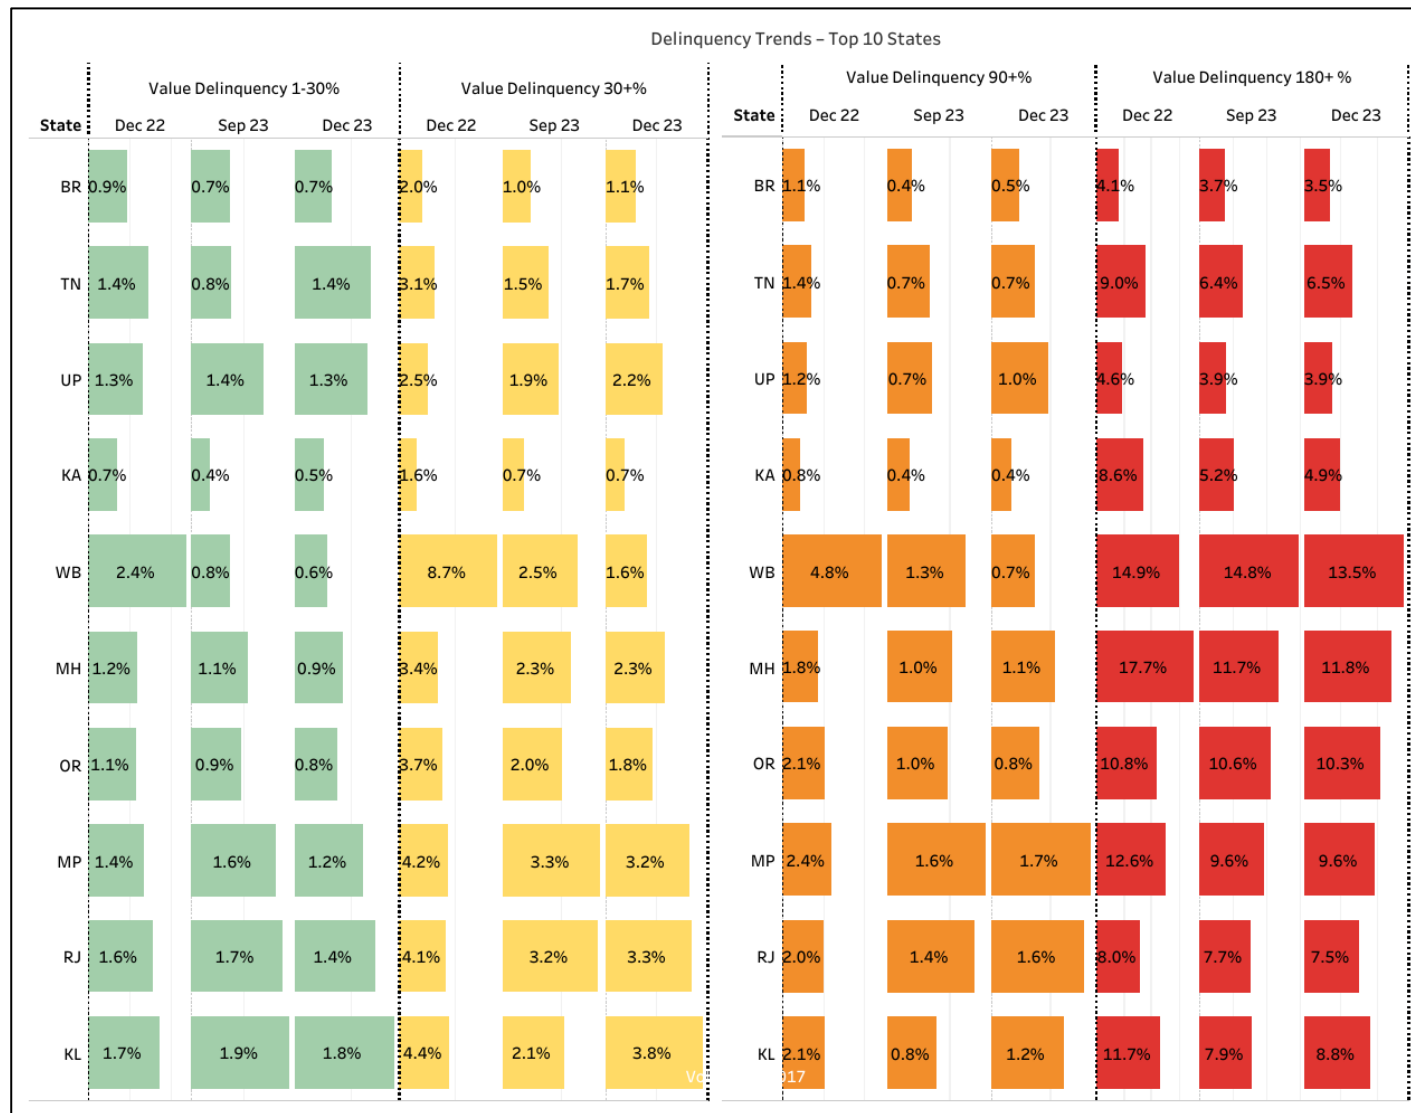 Delinquency Trends – Top 10 States
Value Delinquency 1-30% Value Delinquency 30+% Value Delinquency 90+% Value Delinquency 180+ %
State Dec 22 Sep 23 Dec 23 Dec 22 Sep 23 Dec 23 State Dec 22 Sep 23 Dec 23 Dec 22 Sep 23 Dec 23
BR 0.9% 0.7% 0.7% 2.0% 1.0% 1.1% BR 1.1% 0.4% 0.5% 4.1% 3.7% 3.5%
TN 1.4% 0.8% 1.4% 3.1% 1.5% 1.7% TN 1.4% 0.7% 0.7% 9.0% 6.4% 6.5%
UP 1.3% 1.4% 1.3% 2.5% 1.9% 2.2% UP 1.2% 0.7% 1.0% 4.6% 3.9% 3.9%
KA 0.7% 0.4% 0.5% 1.6% 0.7% 0.7% KA 0.8% 0.4% 0.4% 8.6% 5.2% 4.9%
WB 2.4% 0.8% 0.6% 8.7% 2.5% 1.6% WB 4.8% 1.3% 0.7% 14.9% 14.8% 13.5%
MH 1.2% 1.1% 0.9% 3.4% 2.3% 2.3% MH 1.8% 1.0% 1.1% 17.7% 11.7% 11.8%
OR 1.1% 0.9% 0.8% 3.7% 2.0% 1.8% OR 2.1% 1.0% 0.8% 10.8% 10.6% 10.3%
MP 1.4% 1.6% 1.2% 4.2% 3.3% 3.2% MP 2.4% 1.6% 1.7% 12.6% 9.6% 9.6%
RJ 1.6% 1.7% 1.4% 4.1% 3.2% 3.3% RJ 2.0% 1.4% 1.6% 8.0% 7.7% 7.5%
KL 1.7% 1.9% 1.8% 4.4% 2.1% 3.8% KL 2.1% 0.8% 1.2% 11.7% 7.9% 8.8%